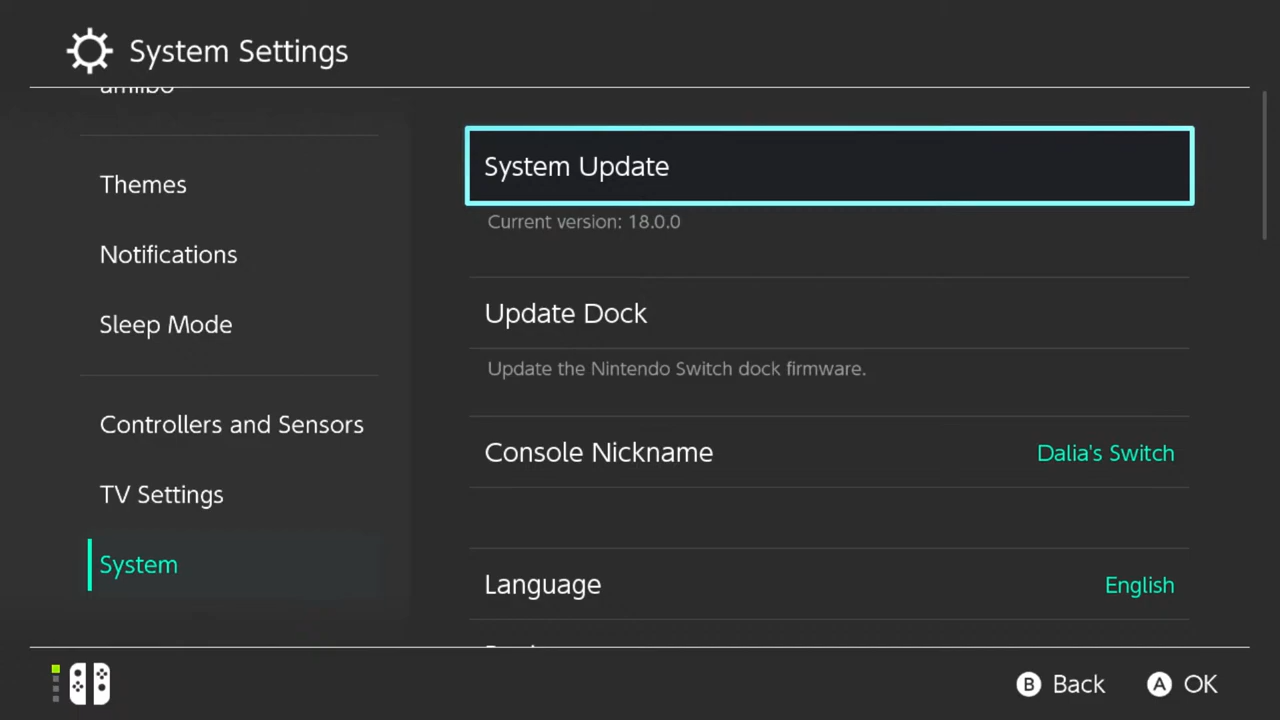 System Settings
amiibo
Themes
Notifications
Sleep Mode
Controllers and Sensors
TV Settings
System
System Update
Current version: 18.0.0
Update Dock
Update the Nintendo Switch dock firmware.
Console Nickname
Dalia's Switch
Language
English
B Back
A OK